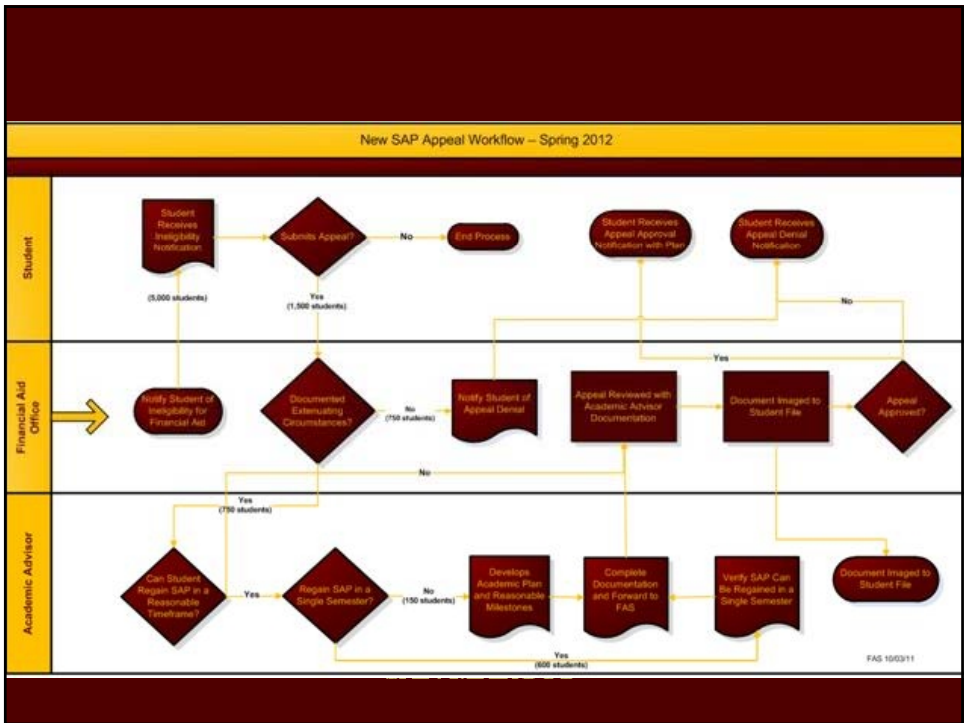 New SAP Appeal Workflow – Spring 2012
Student
Student
Receives
Ineligibility
Notification
Submits Appeal?
No
End Process
Student Receives
Appeal Approval
Notification with Plan
Student Receives
Appeal Denial
Notification
(5,000 students)
Yes
(1,500 students)
No
Yes
Financial Aid
Office
Notify Student of
Ineligibility for
Financial Aid
Documented
Extenuating
Circumstances?
No
(750 students)
Notify Student of
Appeal Denial
Appeal Reviewed with
Academic Advisor
Documentation
Document Imaged to
Student File
Appeal
Approved?
No
Yes
(750 students)
Academic Advisor
Can Student
Regain SAP in a
Reasonable
Timeframe?
Yes
Regain SAP in a
Single Semester?
No
(150 students)
Develops
Academic Plan
and Reasonable
Milestones
Complete
Documentation
and Forward to
FAS
Verify SAP Can
Be Regained in a
Single Semester
Document Imaged to
Student File
Yes
(600 students)
FAS 10/03/11